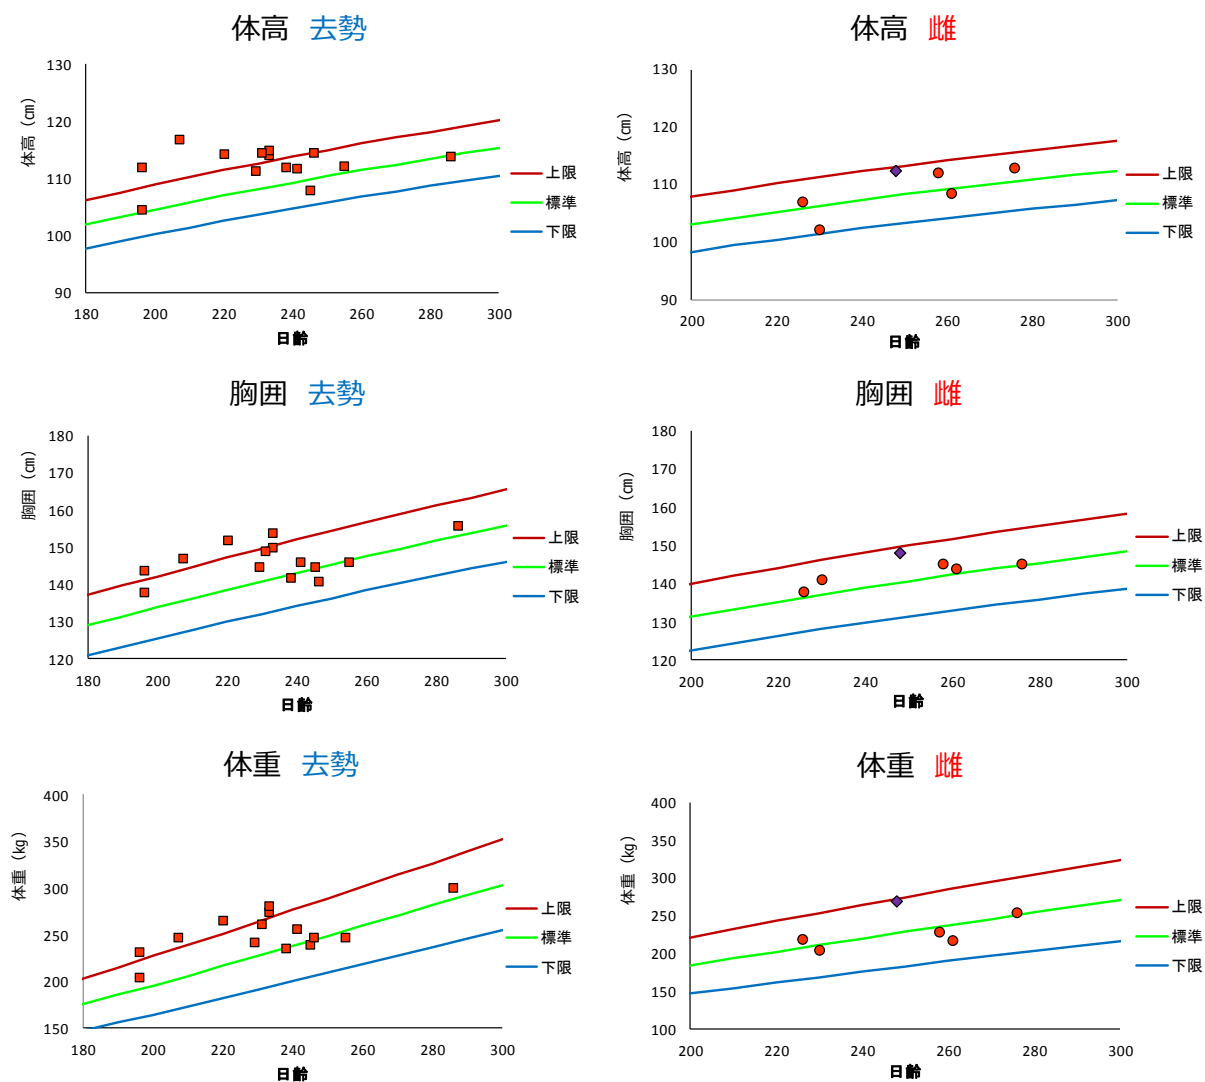 体高 去勢
130
120
110
100
90
体高（㎝）
180 200 220 240 260 280 300
日齢
上限
標準
下限
体高 雌
130
120
110
100
90
体高（㎝）
200 220 240 260 280 300
日齢
上限
標準
下限
胸囲 去勢
180
170
160
150
140
130
120
胸囲（㎝）
180 200 220 240 260 280 300
日齢
上限
標準
下限
胸囲 雌
180
170
160
150
140
130
120
胸囲（㎝）
200 220 240 260 280 300
日齢
上限
標準
下限
体重 去勢
400
350
300
250
200
150
体重（㎏）
180 200 220 240 260 280 300
日齢
上限
標準
下限
体重 雌
400
350
300
250
200
150
100
体重（㎏）
200 220 240 260 280 300
日齢
上限
標準
下限